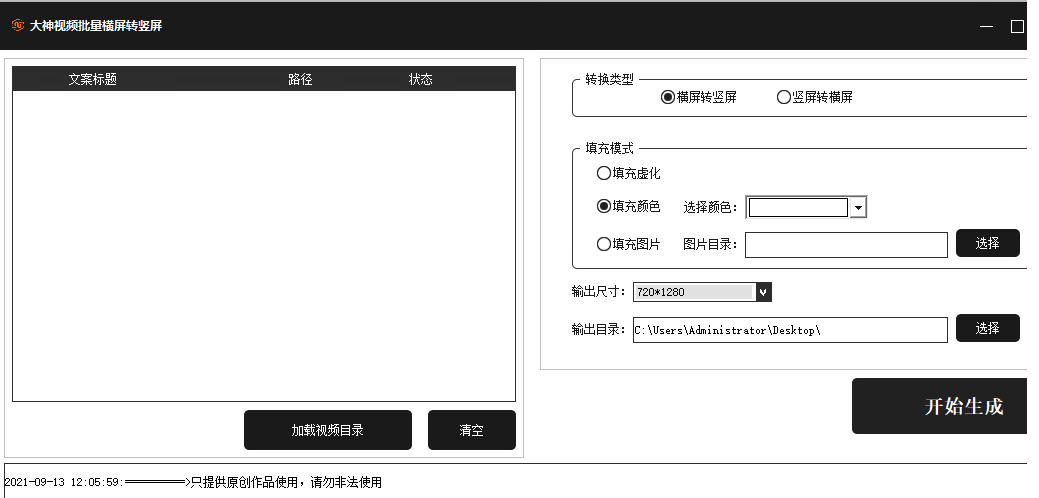 大神视频批量横屏转竖屏
文案标题 路径 状态
转换类型
横屏转竖屏 竖屏转横屏
填充模式
填充虚化
填充颜色 选择颜色：
填充图片 图片目录： 选择
输出尺寸： 720*1280
输出目录： C:\Users\Administrator\Desktop\ 选择
开始生成
加载视频目录 清空
2021-09-13 12:05:59:══════════>只提供原创作品使用，请勿非法使用